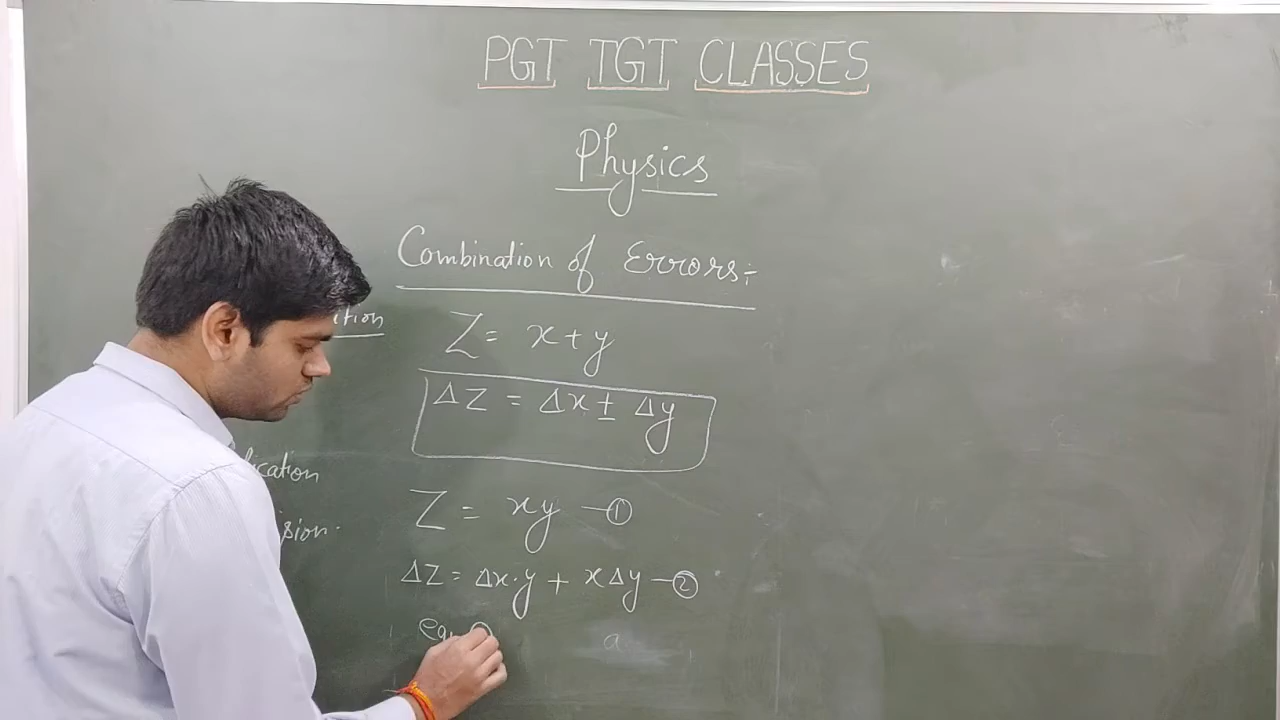 PGT TGT CLASSES
Physics
Combination of Errors:-
Z = x + y
ΔZ = Δx ± Δy
Z = xy — ①
ΔZ = Δx·y + xΔy — ②